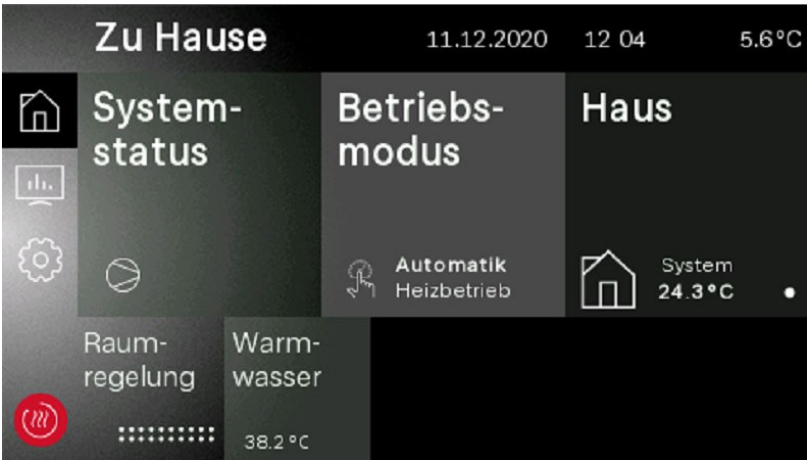 Zu Hause 11.12.2020 12 04 5.6°C
System-
status
Betriebs-
modus
Automatik
Heizbetrieb
Haus
System
24.3°C
Raum-
regelung
Warm-
wasser
38.2°C